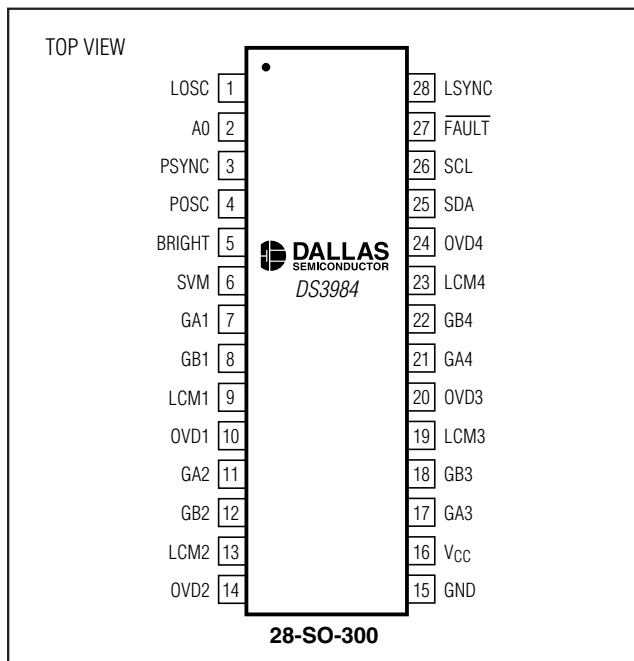 TOP VIEW
LOSC 1
A0 2
PSYNC 3
POSC 4
BRIGHT 5
SVM 6
GA1 7
GB1 8
LCM1 9
OVD1 10
GA2 11
GB2 12
LCM2 13
OVD2 14
DALLAS
SEMICONDUCTOR
DS3984
28 LSYNC
27 FAULT
26 SCL
25 SDA
24 OVD4
23 LCM4
22 GB4
21 GA4
20 OVD3
19 LCM3
18 GB3
17 GA3
16 VCC
15 GND
28-SO-300